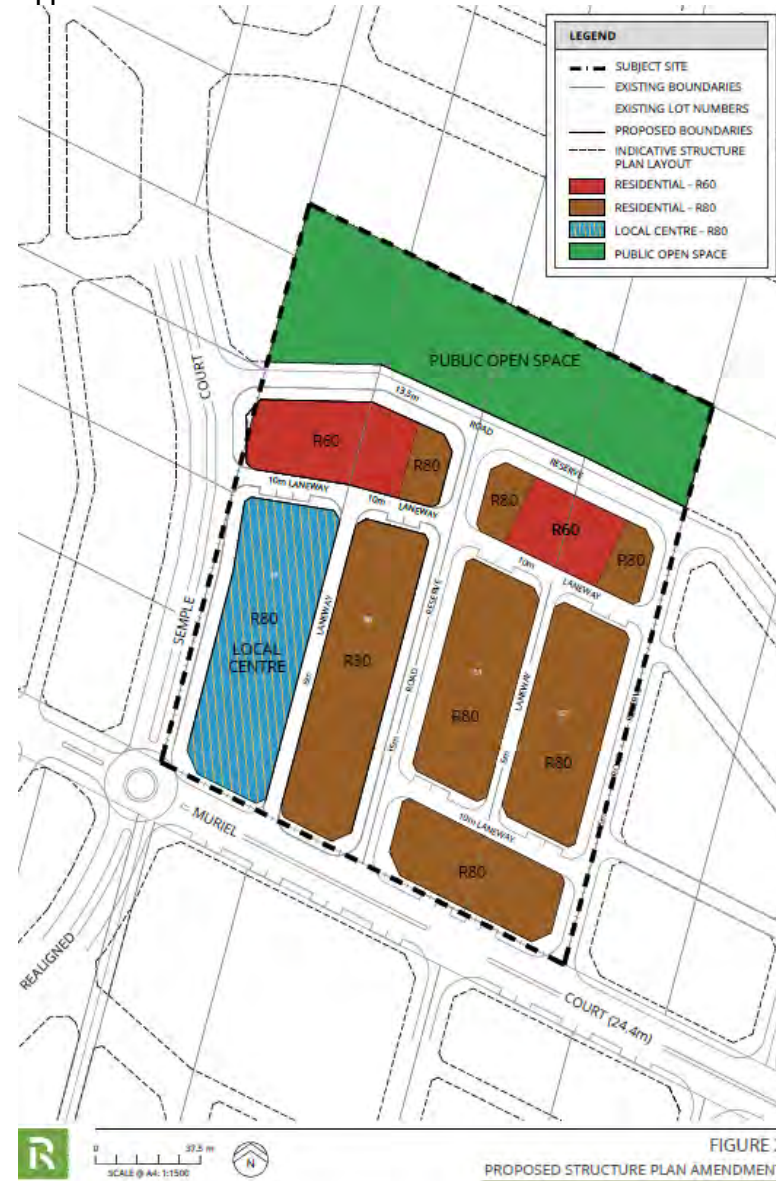 LEGEND
SUBJECT SITE
EXISTING BOUNDARIES
EXISTING LOT NUMBERS
PROPOSED BOUNDARIES
INDICATIVE STRUCTURE
PLAN LAYOUT
RESIDENTIAL - R60
RESIDENTIAL - R80
LOCAL CENTRE - R80
PUBLIC OPEN SPACE
PUBLIC OPEN SPACE
COURT
13.5m
ROAD
RESERVE
R60
R80
10m LANEWAY
10m LANEWAY
R80
R60
R80
10m
LANEWAY
SEMPLE
R80
LOCAL
CENTRE
LANEWAY
R80
RESERVE
ROAD
15m
R80
LANEWAY
6m
R80
10m LANEWAY
R80
MURIEL
COURT (24.4m)
REALIGNED
R
0 37.5 m
SCALE @ A4: 1:1500
N
FIGURE
PROPOSED STRUCTURE PLAN AMENDMEN